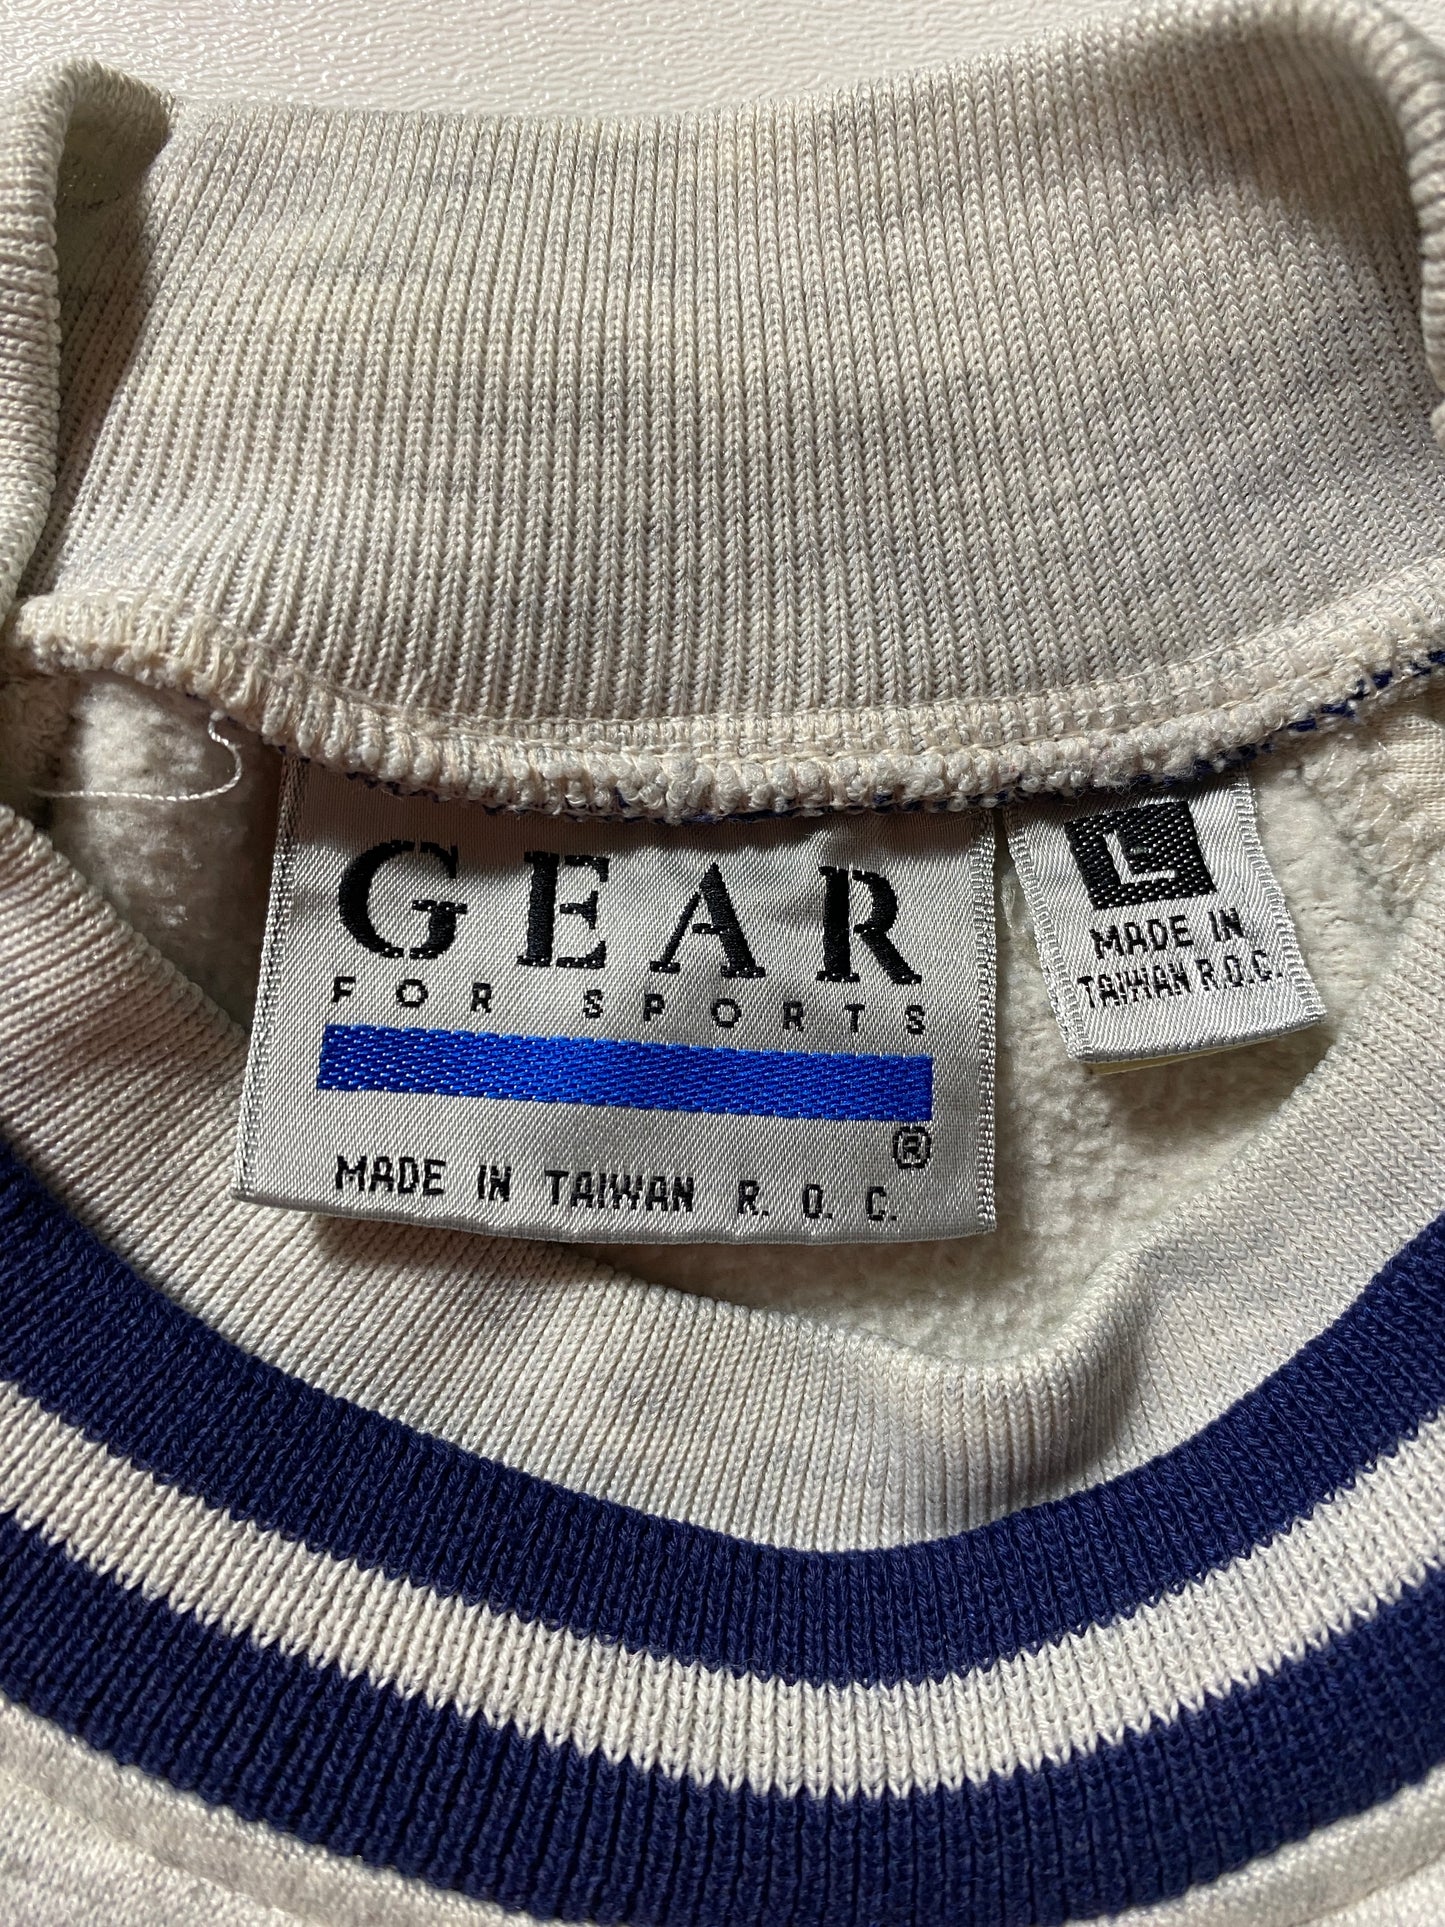 GEAR
FOR SPORTS
®
MADE IN TAIWAN R. O. C.
L
MADE IN
TAIWAN R.O.C.